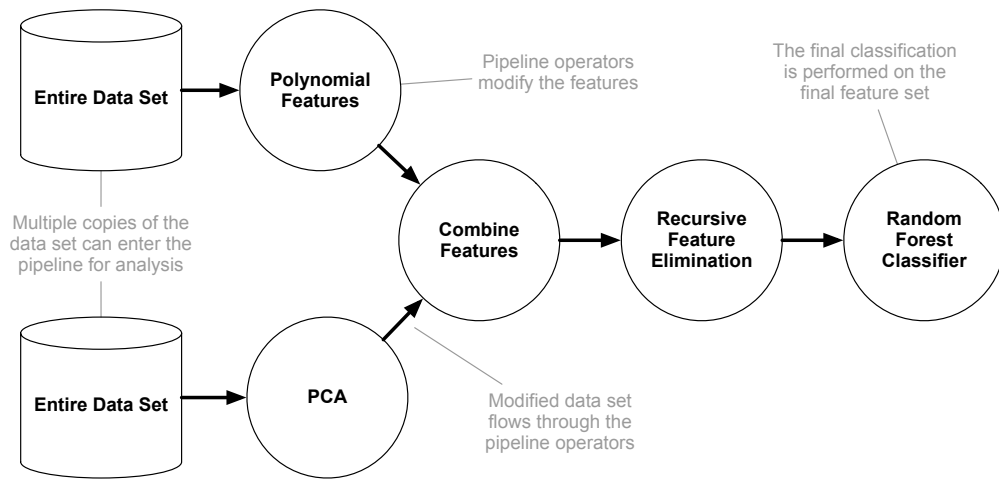 Entire Data Set
Polynomial
Features
Pipeline operators
modify the features
The final classification
is performed on the
final feature set
Multiple copies of the
data set can enter the
pipeline for analysis
Combine
Features
Recursive
Feature
Elimination
Random
Forest
Classifier
Entire Data Set
PCA
Modified data set
flows through the
pipeline operators